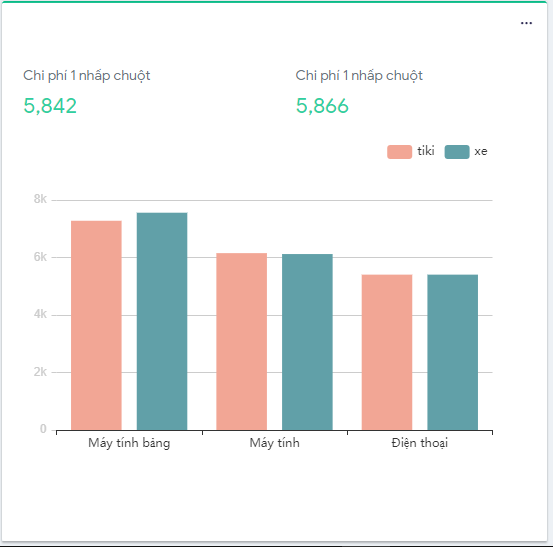 ...
Chi phí 1 nhấp chuột
5,842
Chi phí 1 nhấp chuột
5,866
tiki
xe
8k
6k
4k
2k
0
Máy tính bảng
Máy tính
Điện thoại